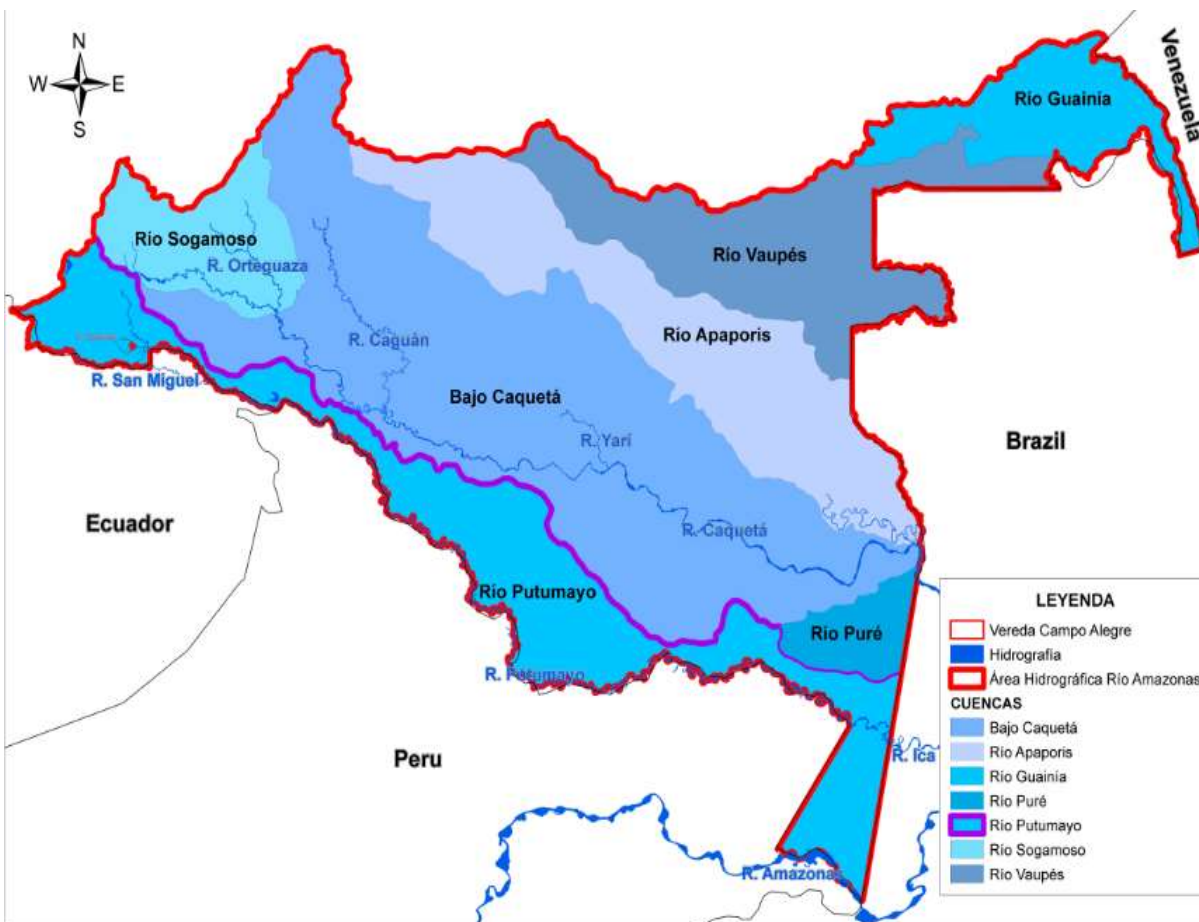 N
W
E
S
Venezuela
Río Guainía
Río Sogamoso
R. Orteguaza
Río Vaupés
Río Apaporis
R. Caguán
R. San Miguel
Bajo Caquetá
R. Yarí
Brazil
Ecuador
R. Caquetá
Río Putumayo
Río Puré
R. Putumayo
Peru
R. Ica
R. Amazonas
LEYENDA
Vereda Campo Alegre
Hidrografia
Área Hidrográfica Río Amazonas
CUENCAS
Bajo Caquetá
Río Apaporis
Río Guainía
Río Puré
Río Putumayo
Río Sogamoso
Río Vaupés